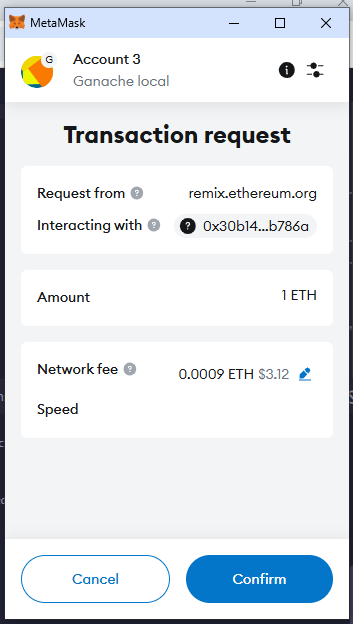 MetaMask
G
Account 3
Ganache local
Transaction request
Request from ? remix.ethereum.org
Interacting with ? ? 0x30b14...b786a
Amount 1 ETH
Network fee ? 0.0009 ETH $3.12
Speed
Cancel Confirm